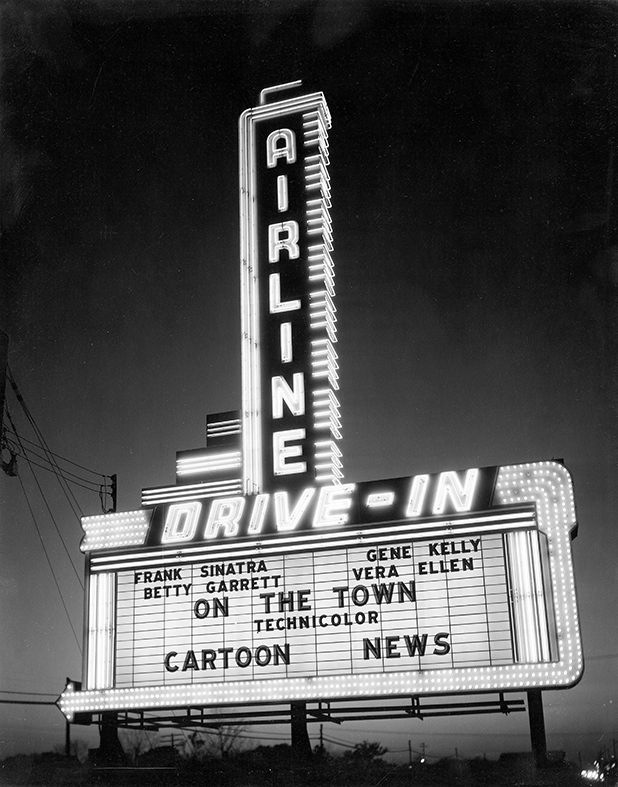 AIRLINE
DRIVE-IN
FRANK SINATRA GENE KELLY
BETTY GARRETT VERA ELLEN
ON THE TOWN
TECHNICOLOR
CARTOON NEWS